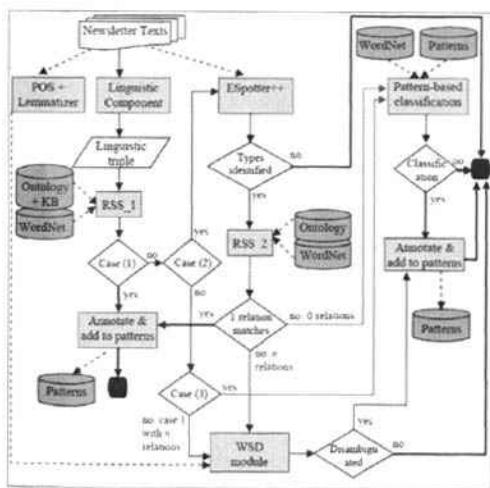 Newsletter Texts
WordNet
Patterns
POS +
Lemmatizer
Linguistic
Component
ESpotter++
Pattern-based
classification
Linguistic
triple
Types
identified
no
Classific
ation
no
Ontology
+ KB
WordNet
RSS_1
yes
yes
yes
RSS_2
Ontology
WordNet
Case (1)
no
Case (2)
Annotate &
add to patterns
yes
no
Annotate &
add to patterns
yes
1 relation
matches
no: 0 relations
Patterns
Patterns
Case (3)
yes
no:
relations
no: case 1
with
relations
yes
WSD
module
Disambigu
ated
no